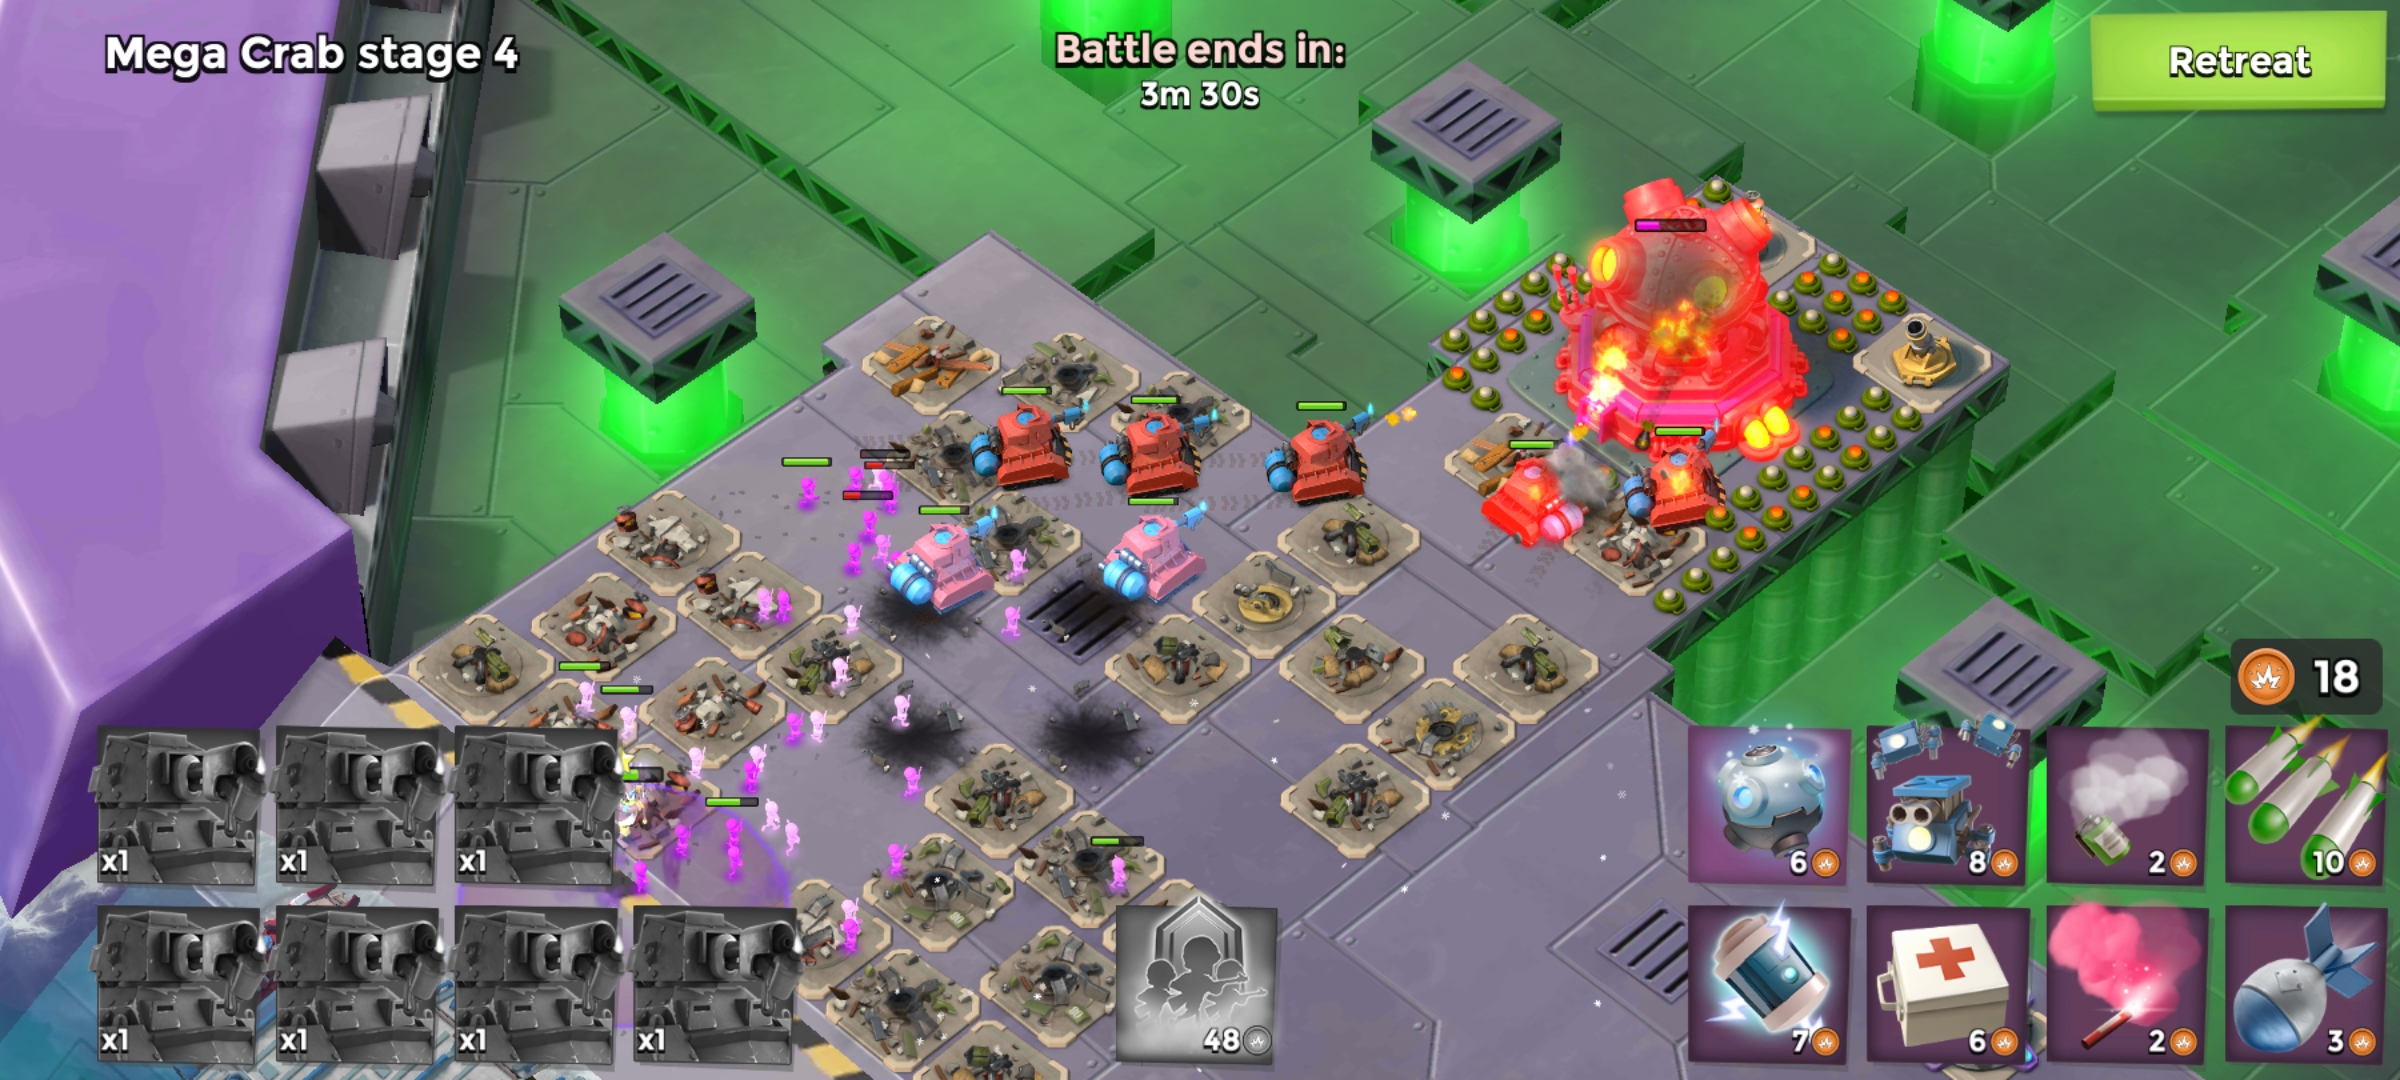 Mega Crab stage 4
Battle ends in:
3m 30s
Retreat
18
x1
x1
x1
6
8
2
10
x1
x1
x1
x1
48
7
6
2
3